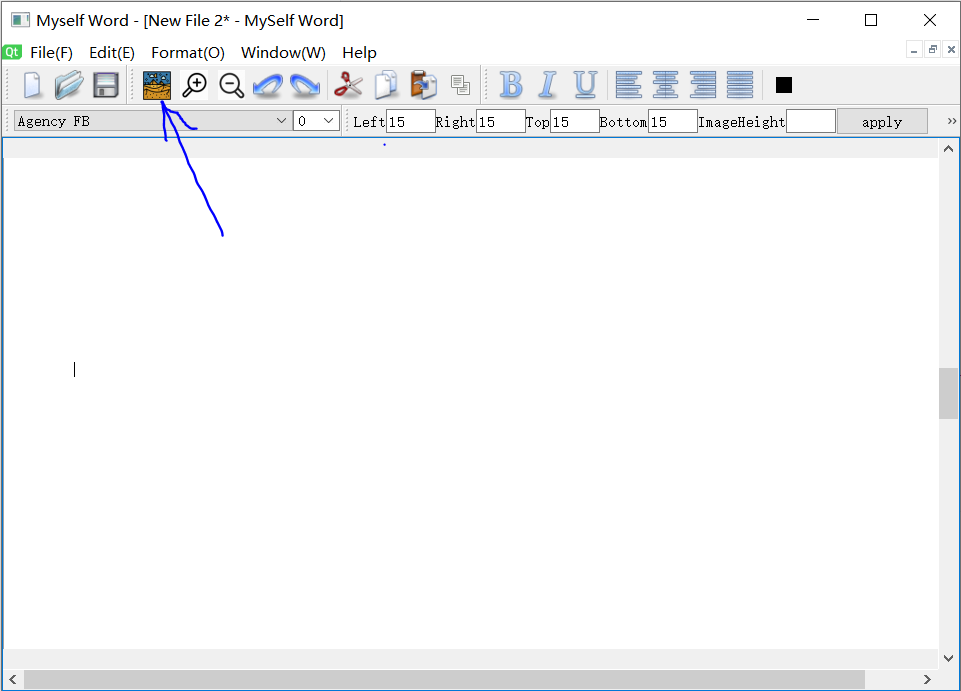 Myself Word - [New File 2* - MySelf Word]
Qt File(F) Edit(E) Format(O) Window(W) Help
B I U
Agency FB 0 Left 15 Right 15 Top 15 Bottom 15 ImageHeight apply »